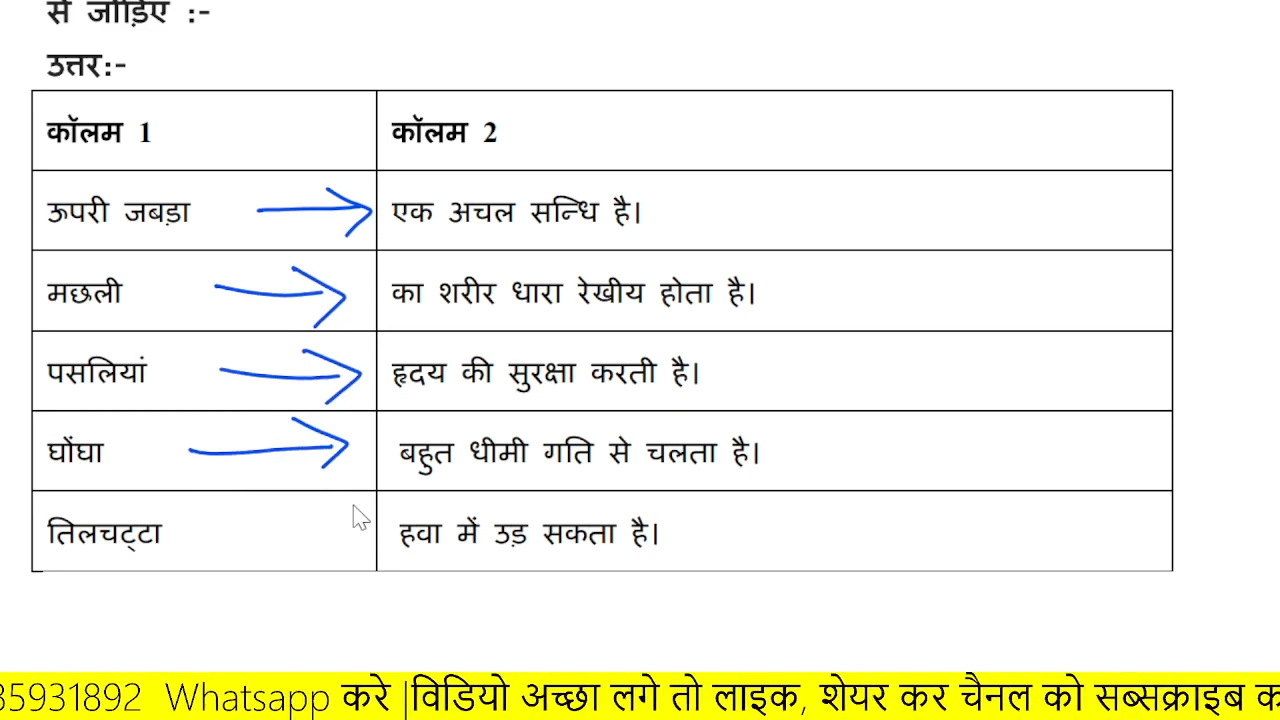 से जोड़िए :-
उत्तर:-
कॉलम 1 कॉलम 2
ऊपरी जबड़ा एक अचल सन्धि है।
मछली का शरीर धारा रेखीय होता है।
पसलियां हृदय की सुरक्षा करती है।
घोंघा बहुत धीमी गति से चलता है।
तिलचट्टा हवा में उड़ सकता है।
35931892 Whatsapp करे |विडियो अच्छा लगे तो लाइक, शेयर कर चैनल को सब्सक्राइब क